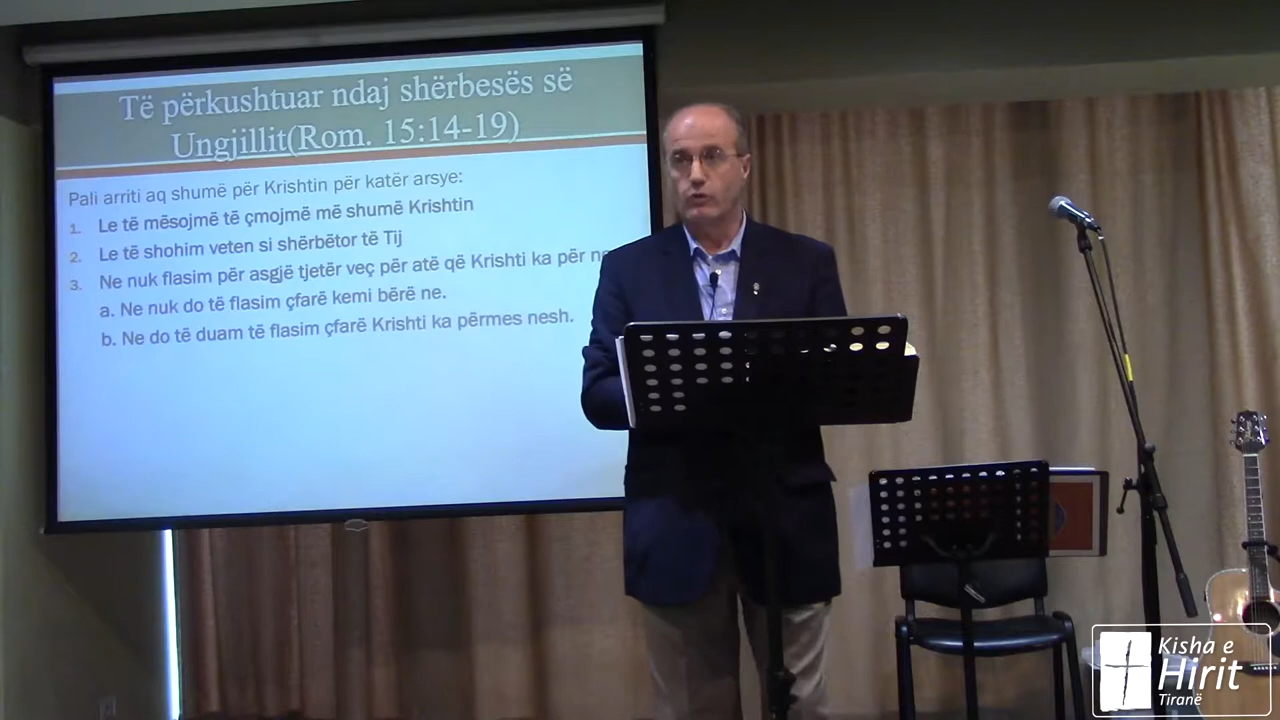 Të përkushtuar ndaj shërbesës së
Ungjillit(Rom. 15:14-19)
Pali arriti aq shumë për Krishtin për katër arsye:
1. Le të mësojmë të çmojmë më shumë Krishtin
2. Le të shohim veten si shërbëtor të Tij
3. Ne nuk flasim për asgjë tjetër veç për atë që Krishti ka për
a. Ne nuk do të flasim çfarë kemi bërë ne.
b. Ne do të duam të flasim çfarë Krishti ka përmes nesh.
Kisha e
Hirit
Tiranë